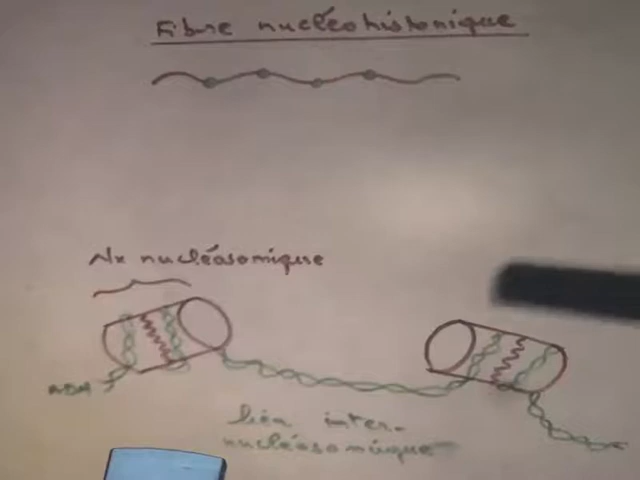 Fibre nucléohistonique
Nx nucléosomique
ADN
lien inter-
nucléosomique